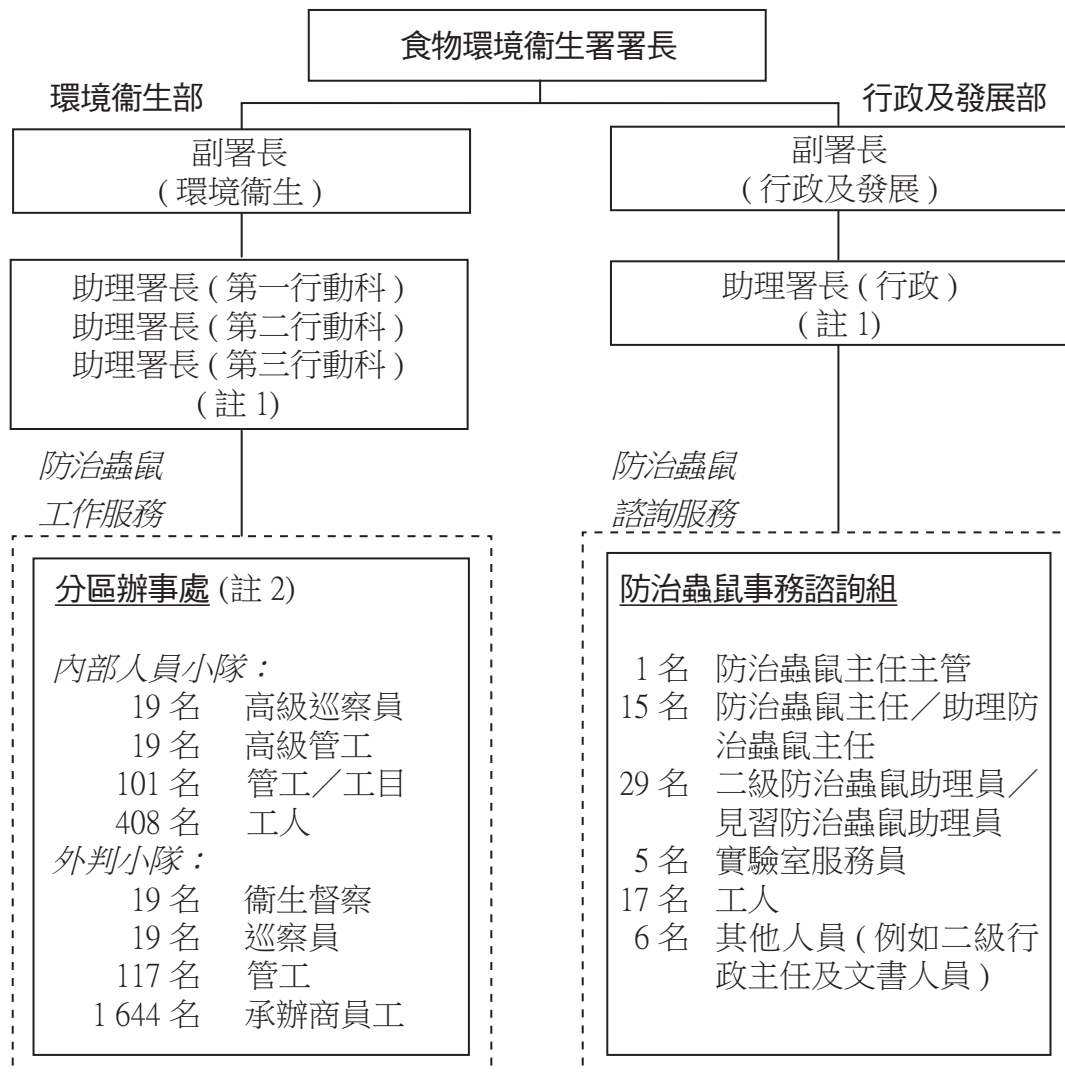 食物環境衞生署署長
環境衞生部
行政及發展部
副署長
(環境衞生)
副署長
(行政及發展)
助理署長(第一行動科)
助理署長(第二行動科)
助理署長(第三行動科)
(註 1)
助理署長(行政)
(註 1)
防治蟲鼠
工作服務
防治蟲鼠
諮詢服務
分區辦事處 (註 2)
內部人員小隊：
19 名 高級巡察員
19 名 高級管工
101 名 管工／工目
408 名 工人
外判小隊：
19 名 衞生督察
19 名 巡察員
117 名 管工
1 644 名 承辦商員工
防治蟲鼠事務諮詢組
1 名 防治蟲鼠主任主管
15 名 防治蟲鼠主任／助理防
治蟲鼠主任
29 名 二級防治蟲鼠助理員／
見習防治蟲鼠助理員
5 名 實驗室服務員
17 名 工人
6 名 其他人員(例如二級行
政主任及文書人員)